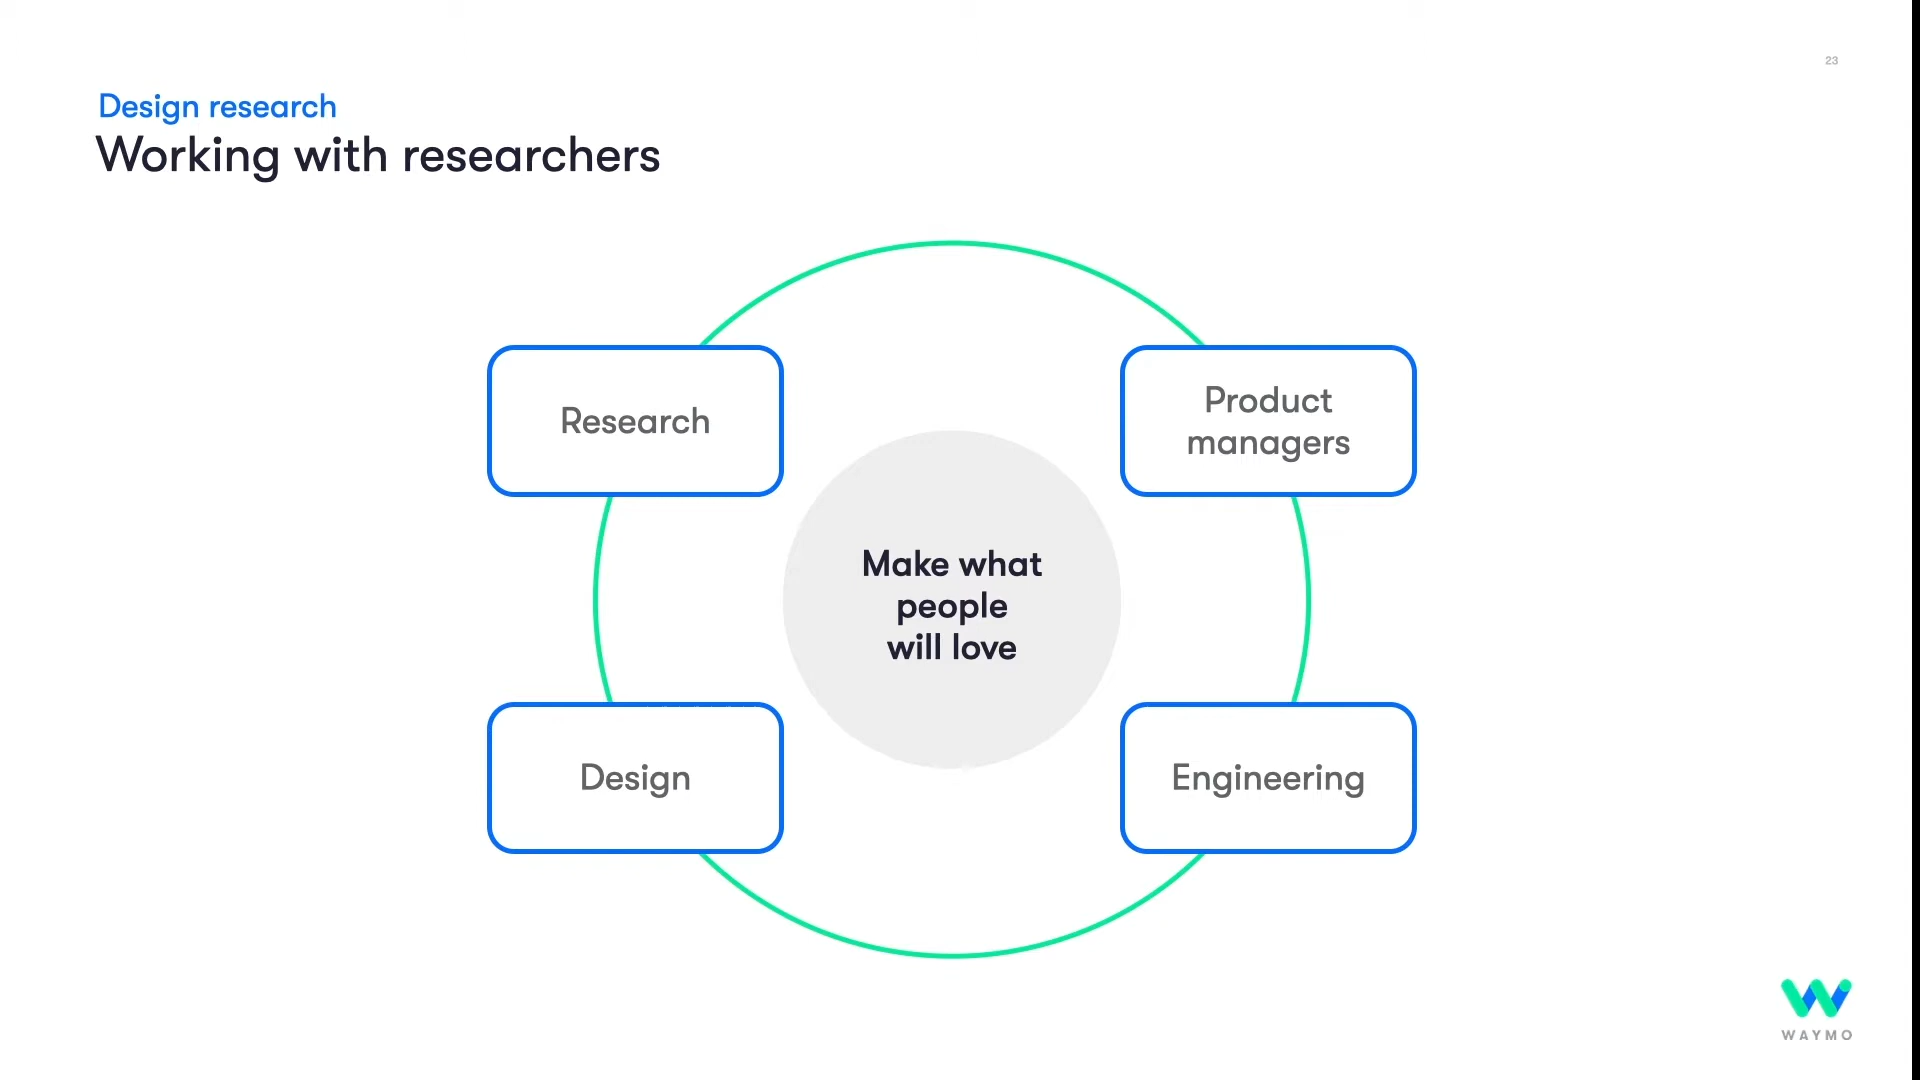 23
Design research
Working with researchers
Research
Product
managers
Make what
people
will love
Design
Engineering
WAYMO